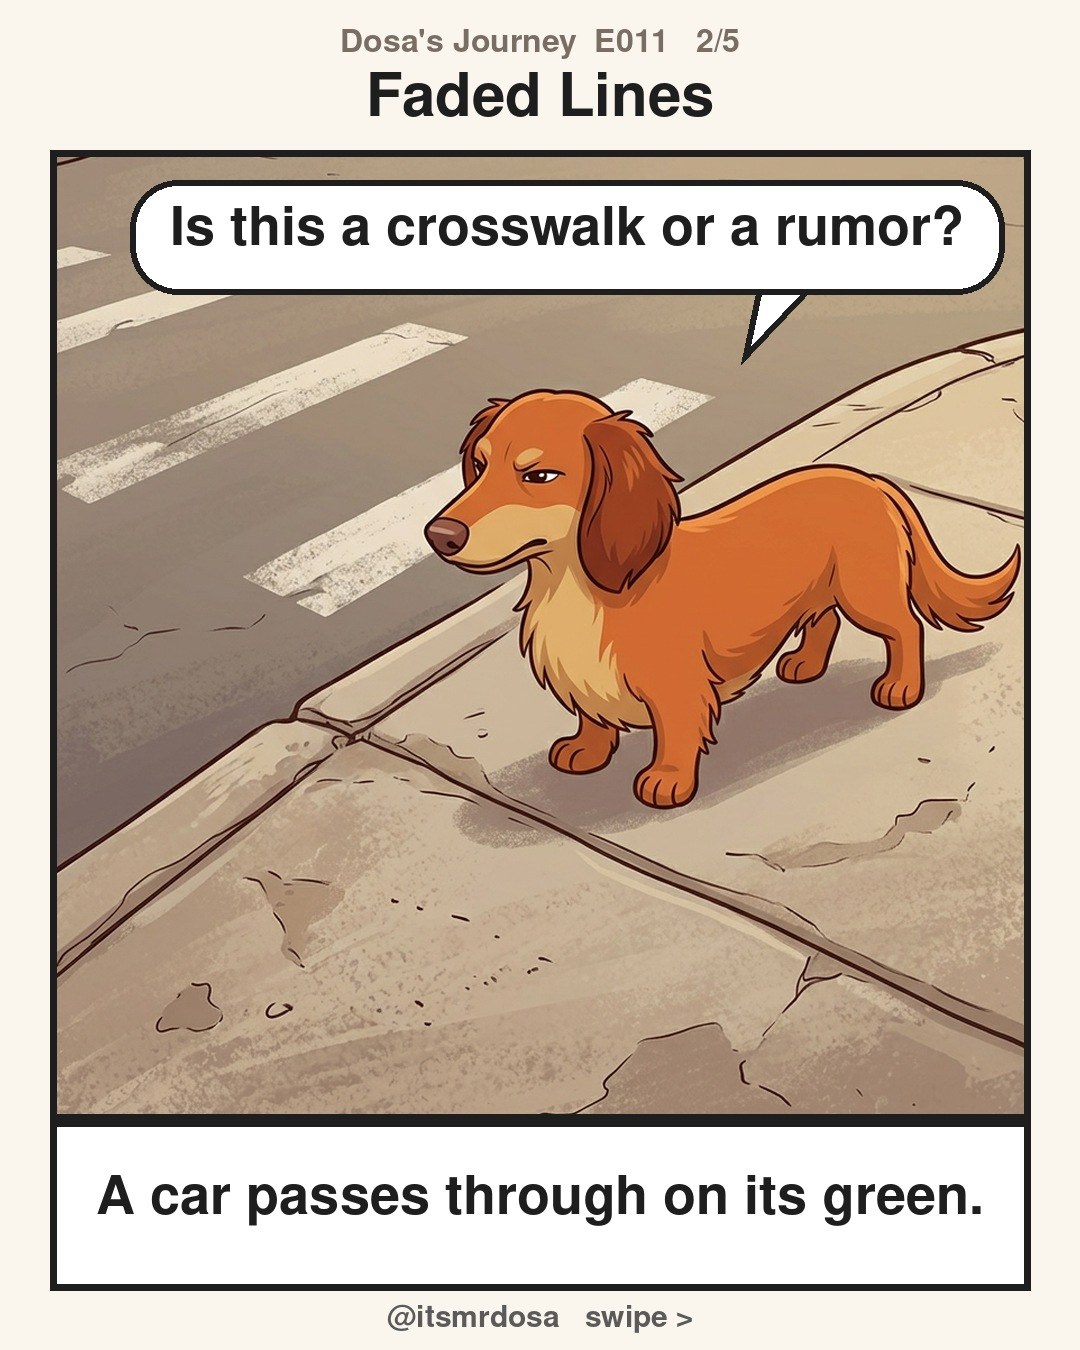 Dosa's Journey E011 2/5
Faded Lines
Is this a crosswalk or a rumor?
A car passes through on its green.
@itsmrdosa swipe >